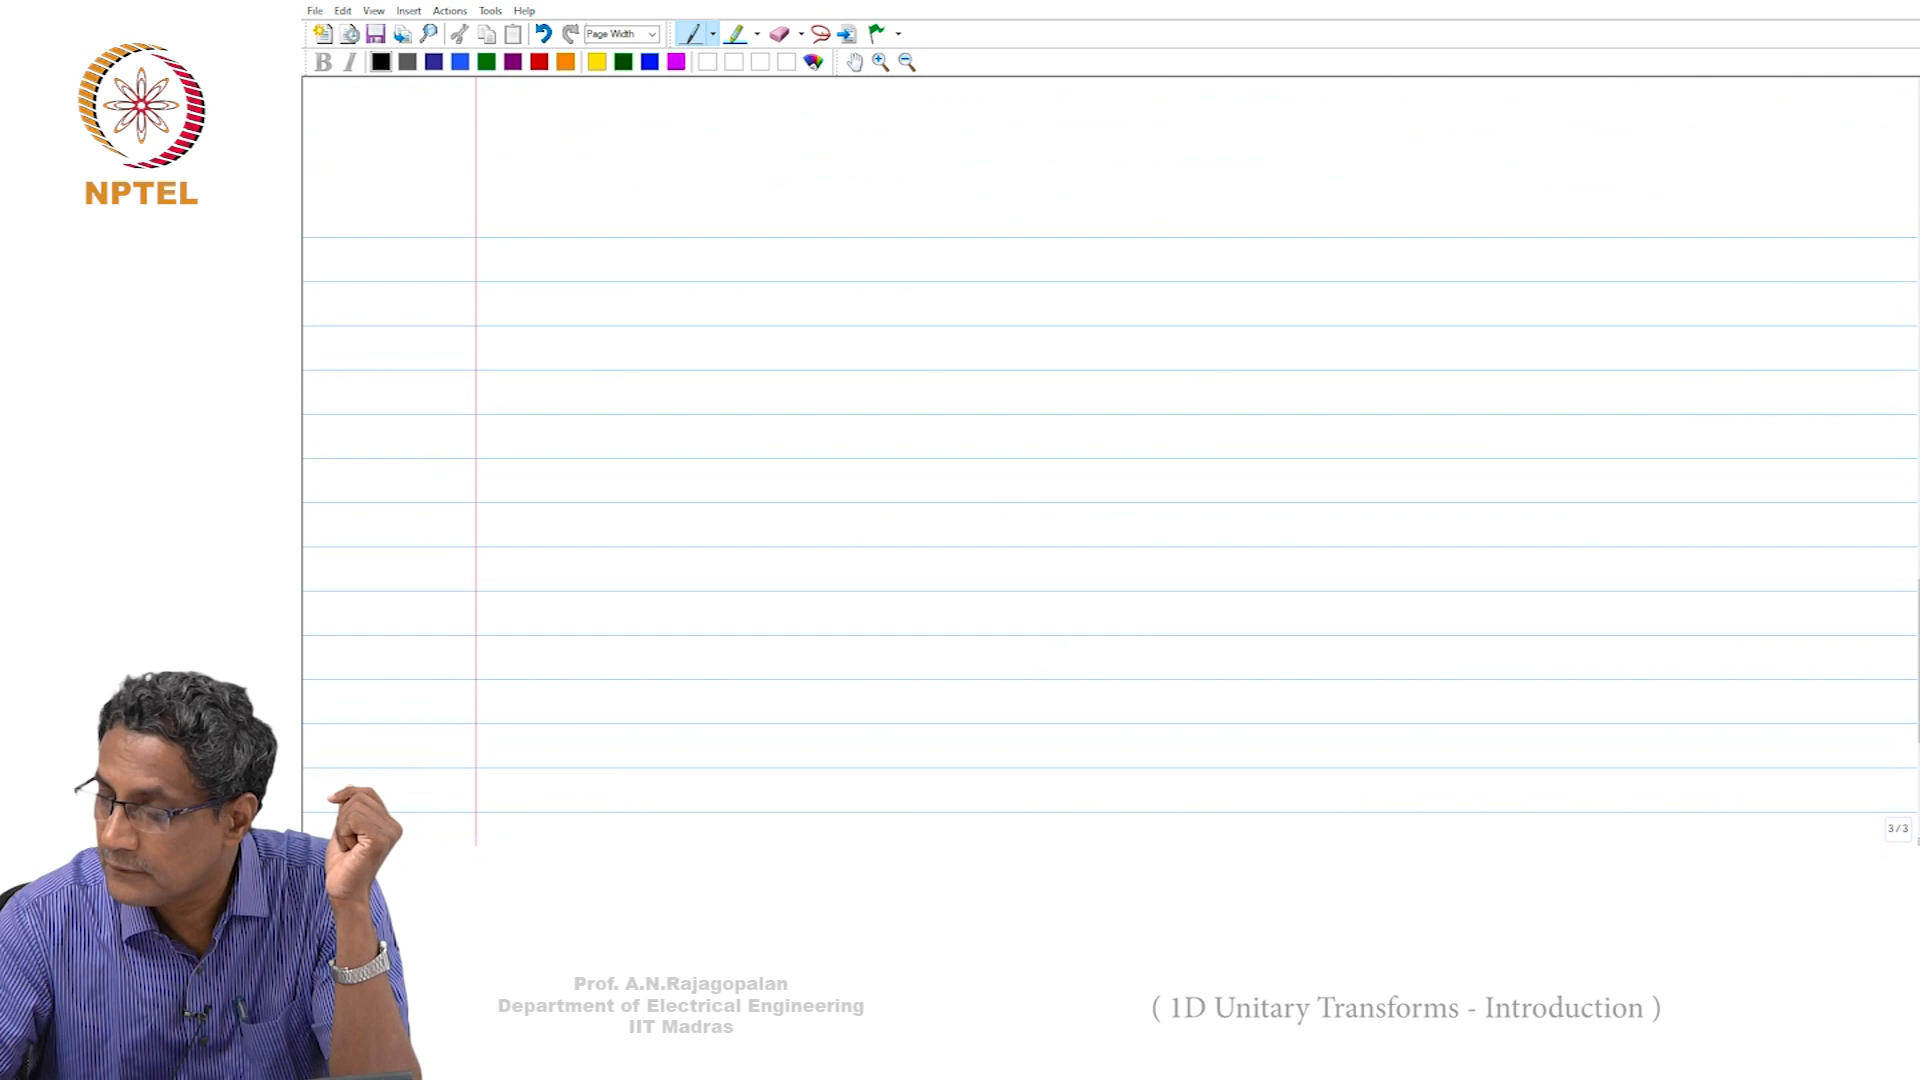 File Edit View Insert Actions Tools Help
Page Width
B I
NPTEL
3/3
Prof. A.N.Rajagopalan
Department of Electrical Engineering
IIT Madras
( 1D Unitary Transforms - Introduction )